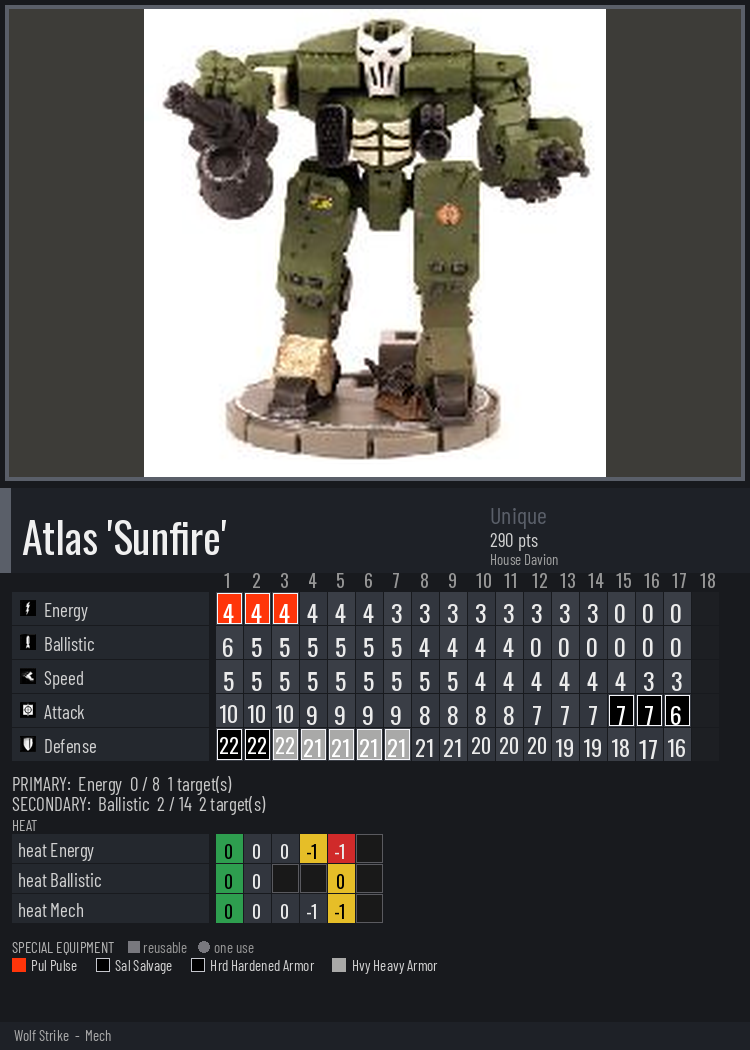 Atlas 'Sunfire'
Unique
290 pts
House Davion
1 2 3 4 5 6 7 8 9 10 11 12 13 14 15 16 17 18
Energy 4 4 4 4 4 4 3 3 3 3 3 3 3 3 0 0 0
Ballistic 6 5 5 5 5 5 5 4 4 4 4 0 0 0 0 0 0
Speed 5 5 5 5 5 5 5 5 5 4 4 4 4 4 4 3 3
Attack 10 10 10 9 9 9 9 8 8 8 8 7 7 7 7 7 6
Defense 22 22 22 21 21 21 21 21 21 20 20 20 19 19 18 17 16
PRIMARY: Energy 0 / 8 1 target(s)
SECONDARY: Ballistic 2 / 14 2 target(s)
HEAT
heat Energy 0 0 0 -1 -1
heat Ballistic 0 0 0
heat Mech 0 0 0 -1 -1
SPECIAL EQUIPMENT reusable one use
Pul Pulse Sal Salvage Hrd Hardened Armor Hvy Heavy Armor
Wolf Strike - Mech